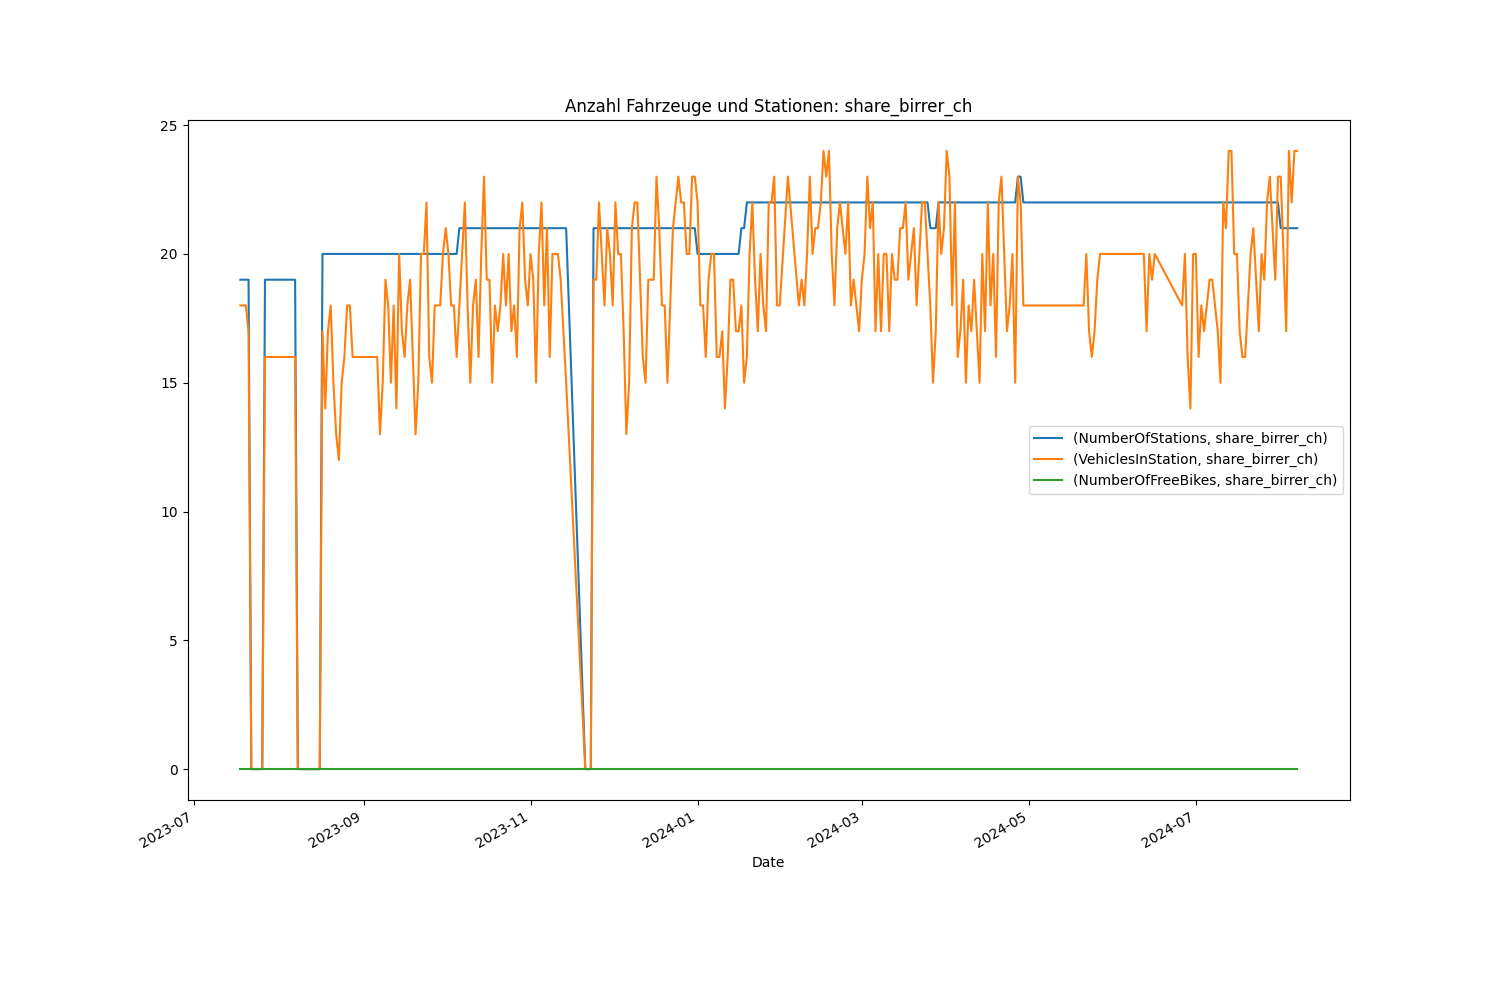 Anzahl Fahrzeuge und Stationen: share_birrer_ch
25
20
15
10
5
0
(NumberOfStations, share_birrer_ch)
(VehiclesInStation, share_birrer_ch)
(NumberOfFreeBikes, share_birrer_ch)
2023-07
2023-09
2023-11
2024-01
2024-03
2024-05
2024-07
Date